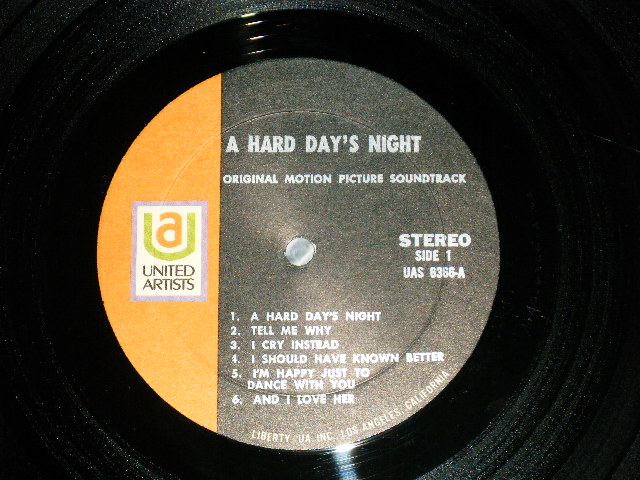 A HARD DAY'S NIGHT
ORIGINAL MOTION PICTURE SOUNDTRACK
ua
UNITED
ARTISTS
STEREO
SIDE 1
UAS 6366-A
1. A HARD DAY'S NIGHT
2. TELL ME WHY
3. I CRY INSTEAD
4. I SHOULD HAVE KNOWN BETTER
5. I'M HAPPY JUST TO
DANCE WITH YOU
6. AND I LOVE HER
LIBERTY/UA, INC., LOS ANGELES, CALIFORNIA